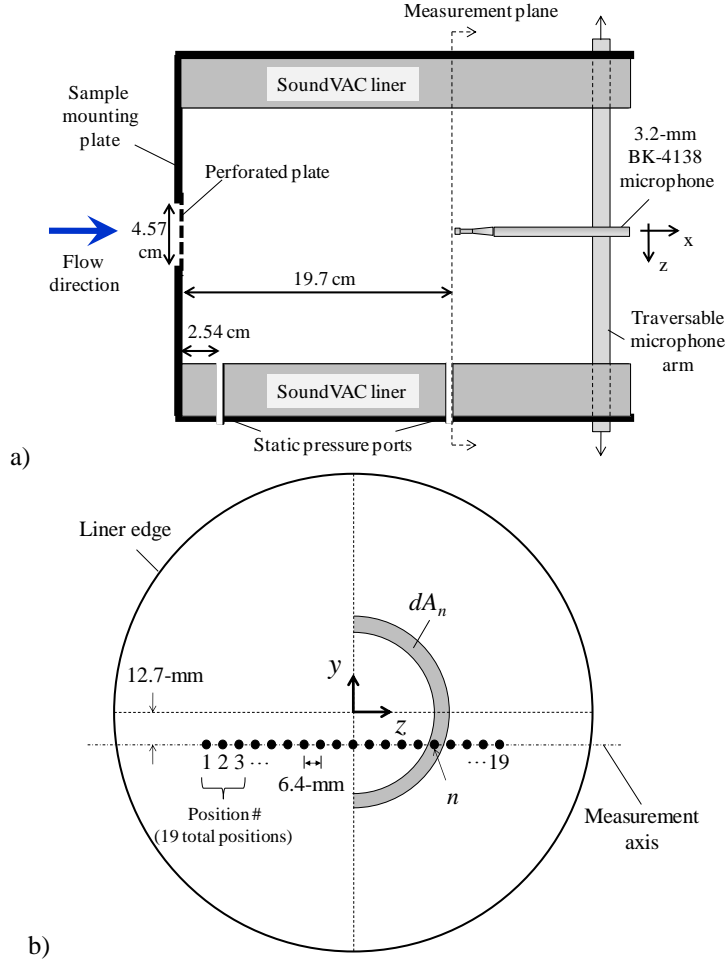 Measurement plane
SoundVAC liner
Sample
mounting
plate
3.2-mm
BK-4138
microphone
Perforated plate
4.57
cm
x
z
Flow
direction
19.7 cm
2.54 cm
Traversable
microphone
arm
SoundVAC liner
Static pressure ports
a)
Liner edge
dAn
12.7-mm
y
z
1 2 3 ··· ··· 19
6.4-mm
n
Position #
(19 total positions)
Measurement
axis
b)